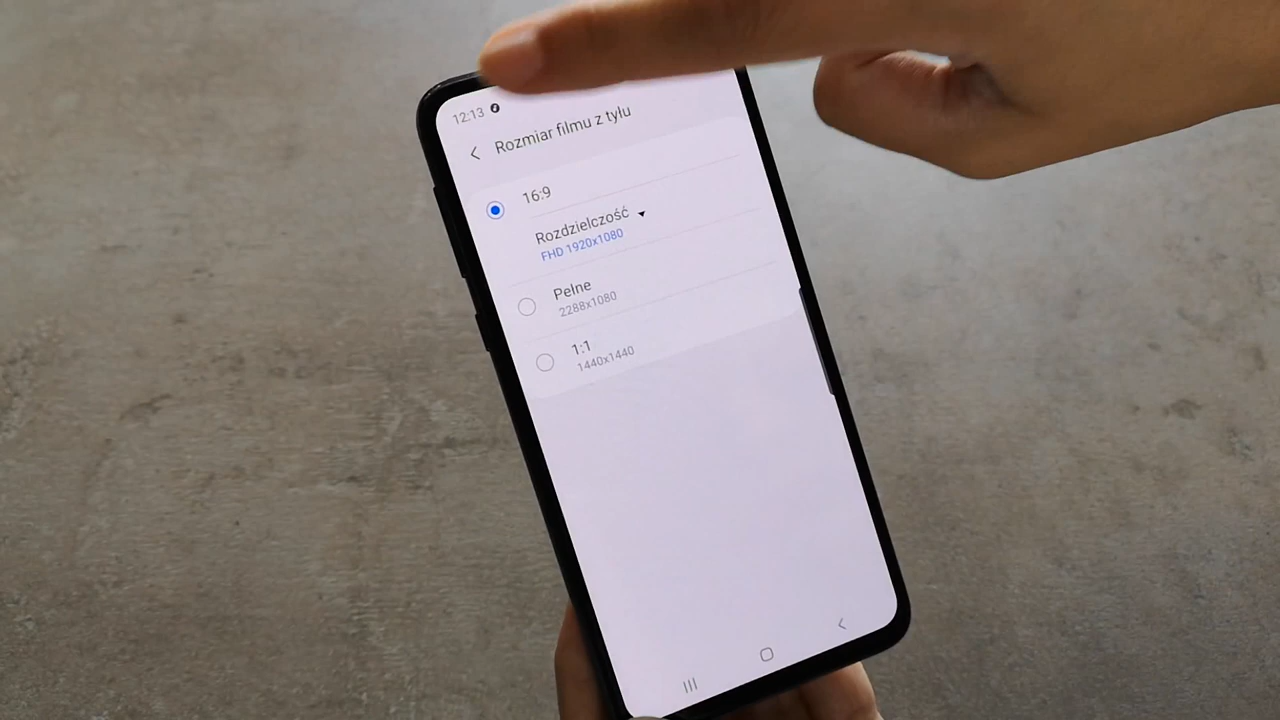 12:13
Rozmiar filmu z tyłu
16:9
Rozdzielczość
FHD 1920x1080
Pełne
2288x1080
1:1
1440x1440